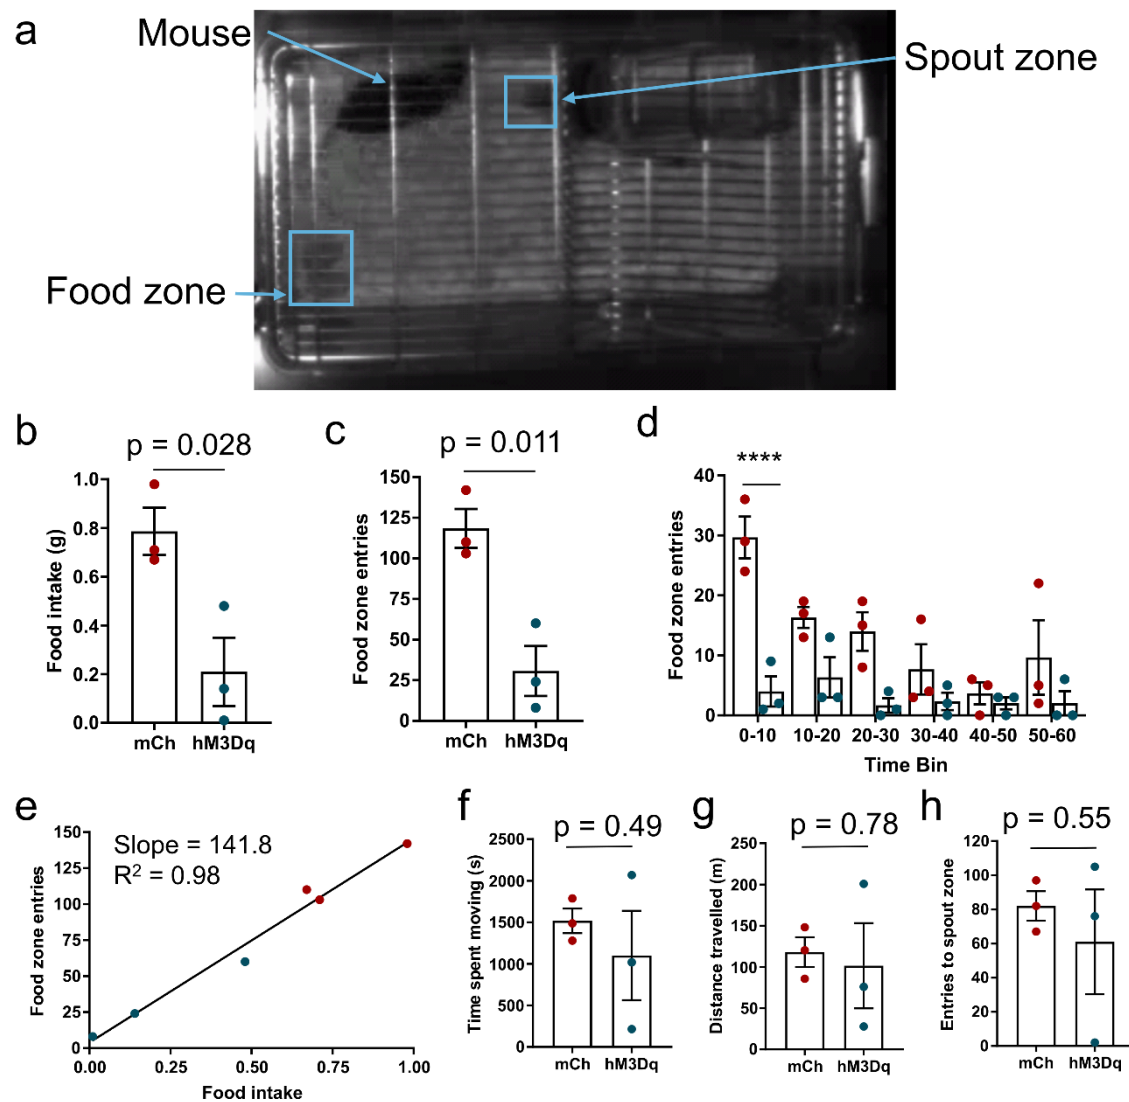 a
Mouse
Spout zone
Food zone
b
p = 0.028
Food intake (g)
1.0
0.8
0.6
0.4
0.2
0.0
mCh hM3Dq
c
p = 0.011
Food zone entries
150
125
100
75
50
25
0
mCh hM3Dq
d
****
Food zone entries
40
30
20
10
0
0-10 10-20 20-30 30-40 40-50 50-60
Time Bin
e
Slope = 141.8
R² = 0.98
Food zone entries
150
125
100
75
50
25
0
0.00 0.25 0.50 0.75 1.00
Food intake
f
p = 0.49
Time spent moving (s)
2500
2000
1500
1000
500
0
mCh hM3Dq
g
p = 0.78
Distance travelled (m)
250
200
150
100
50
0
mCh hM3Dq
h
p = 0.55
Entries to spout zone
120
100
80
60
40
20
0
mCh hM3Dq